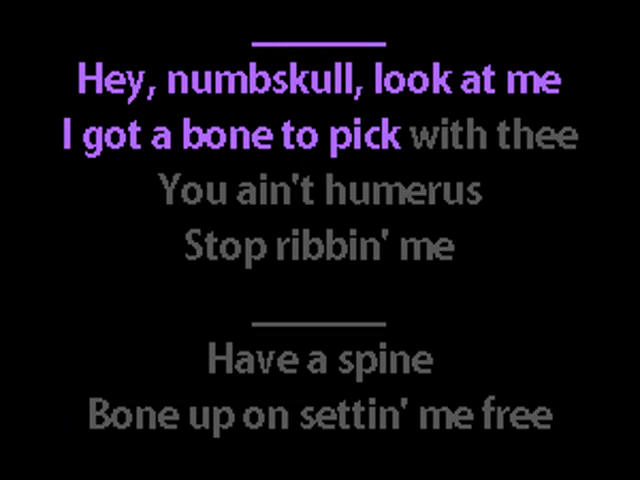 Hey, numbskull, look at me
I got a bone to pick with thee
You ain't humerus
Stop ribbin' me
Have a spine
Bone up on settin' me free